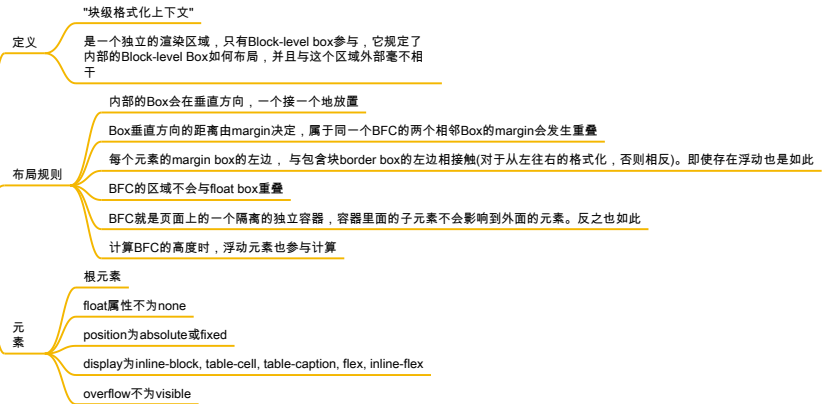 "块级格式化上下文"
定义
是一个独立的渲染区域，只有Block-level box参与，它规定了
内部的Block-level Box如何布局，并且与这个区域外部毫不相
干
内部的Box会在垂直方向，一个接一个地放置
Box垂直方向的距离由margin决定，属于同一个BFC的两个相邻Box的margin会发生重叠
每个元素的margin box的左边， 与包含块border box的左边相接触(对于从左往右的格式化，否则相反)。即使存在浮动也是如此
布局规则
BFC的区域不会与float box重叠
BFC就是页面上的一个隔离的独立容器，容器里面的子元素不会影响到外面的元素。反之也如此
计算BFC的高度时，浮动元素也参与计算
根元素
float属性不为none
元
素
position为absolute或fixed
display为inline-block, table-cell, table-caption, flex, inline-flex
overflow不为visible